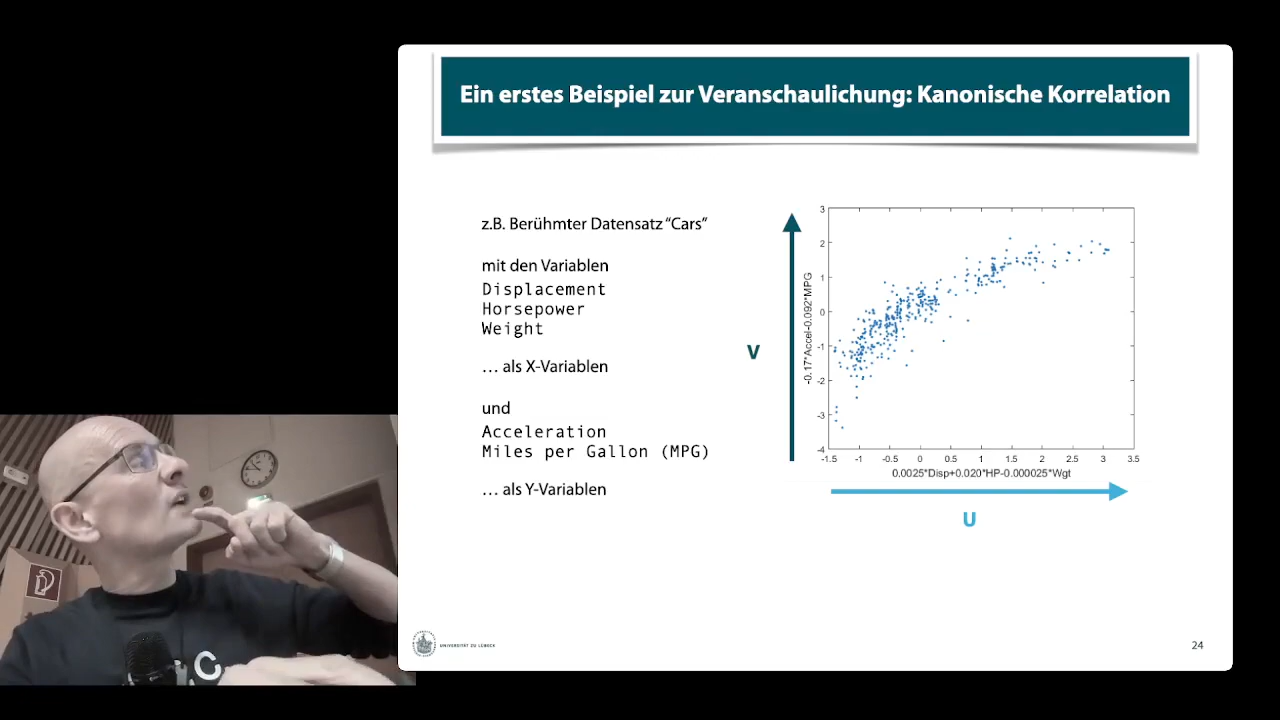 Ein erstes Beispiel zur Veranschaulichung: Kanonische Korrelation
z.B. Berühmter Datensatz “Cars”
mit den Variablen
Displacement
Horsepower
Weight
… als X-Variablen
und
Acceleration
Miles per Gallon (MPG)
… als Y-Variablen
V
-0.17*Accel-0.092*MPG
3
2
1
0
-1
-2
-3
-4
-1.5 -1 -0.5 0 0.5 1 1.5 2 2.5 3 3.5
0.0025*Disp+0.020*HP-0.000025*Wgt
U
UNIVERSITÄT ZU LÜBECK
24